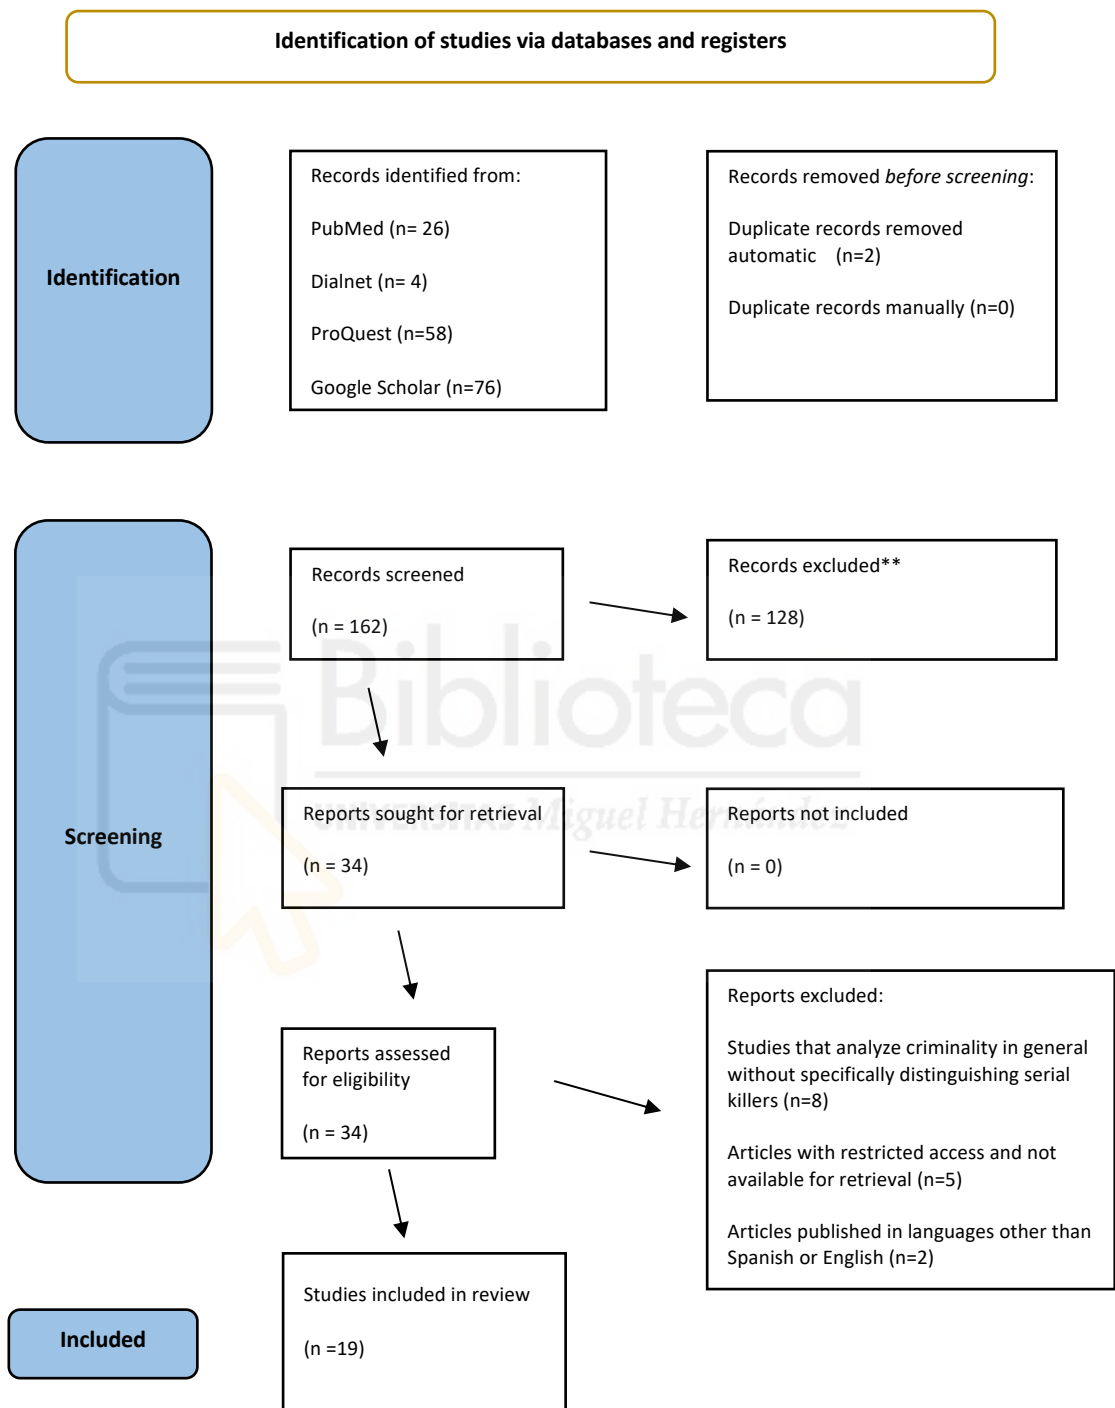 Identification of studies via databases and registers
Identification
Records identified from:
PubMed (n= 26)
Dialnet (n= 4)
ProQuest (n=58)
Google Scholar (n=76)
Records removed before screening:
Duplicate records removed
automatic (n=2)
Duplicate records manually (n=0)
Screening
Records screened
(n = 162)
Records excluded**
(n = 128)
Biblioteca
UNIVERSITAS Miguel Hernández
Reports sought for retrieval
(n = 34)
Reports not included
(n = 0)
Reports assessed
for eligibility
(n = 34)
Reports excluded:
Studies that analyze criminality in general
without specifically distinguishing serial
killers (n=8)
Articles with restricted access and not
available for retrieval (n=5)
Articles published in languages other than
Spanish or English (n=2)
Included
Studies included in review
(n =19)